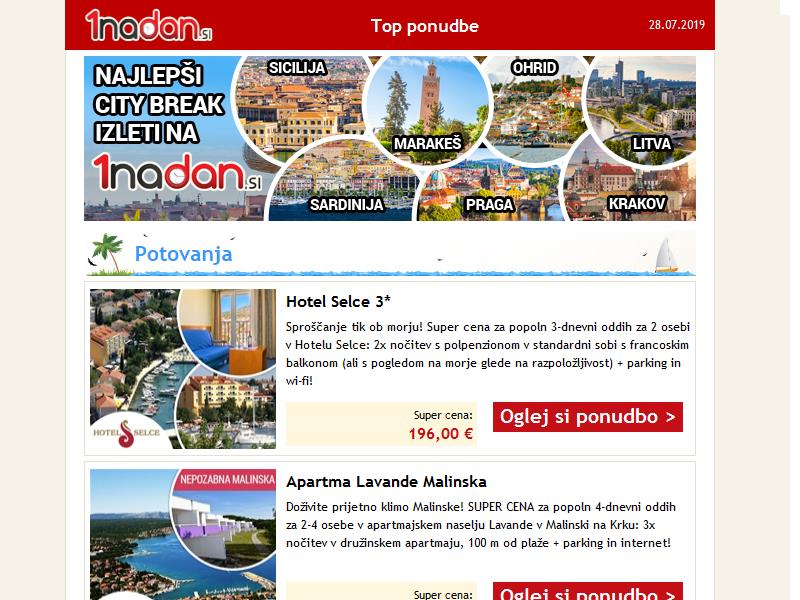 1nadan.si
Top ponudbe
28.07.2019
NAJLEPŠI
CITY BREAK
IZLETI NA
1nadan.si
SICILIJA
MARAKEŠ
OHRID
LITVA
SARDINIJA
PRAGA
KRAKOV
Potovanja
HOTEL SELCE
Hotel Selce 3*
Sproščanje tik ob morju! Super cena za popoln 3-dnevni oddih za 2 osebi
v Hotelu Selce: 2x nočitev s polpenzionom v standardni sobi s francoskim
balkonom (ali s pogledom na morje glede na razpoložljivost) + parking in
wi-fi!
Super cena:
196,00 €
Oglej si ponudbo >
NEPOZABNA MALINSKA
Apartma Lavande Malinska
Doživite prijetno klimo Malinske! SUPER CENA za popoln 4-dnevni oddih
za 2-4 osebe v apartmajskem naselju Lavande v Malinski na Krku: 3x
nočitev v družinskem apartmaju, 100 m od plaže + parking in internet!
Super cena:
Oglej si ponudbo >